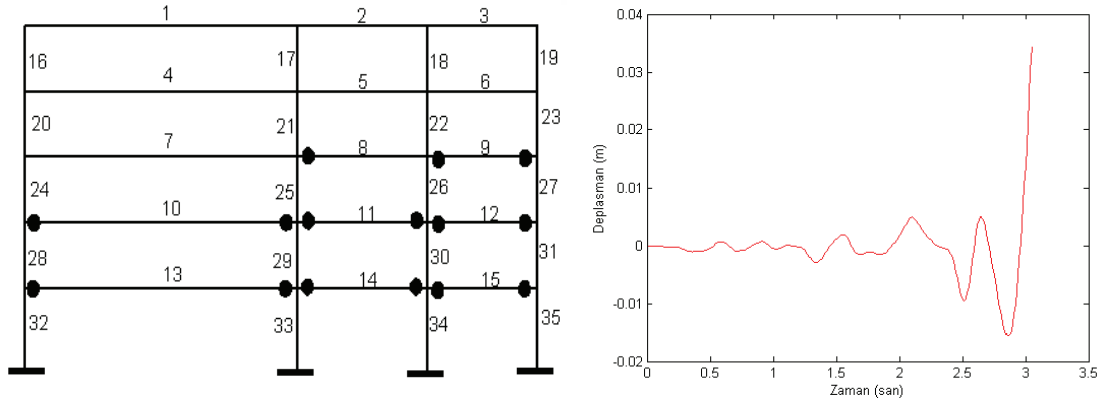 1 2 3
16 17 18 19
4 5 6
20 21 22 23
7 8 9
24 25 26 27
10 11 12
28 29 30 31
13 14 15
32 33 34 35
0.04
0.03
0.02
0.01
0
-0.01
-0.02
Deplasman (m)
0 0.5 1 1.5 2 2.5 3 3.5
Zaman (san)